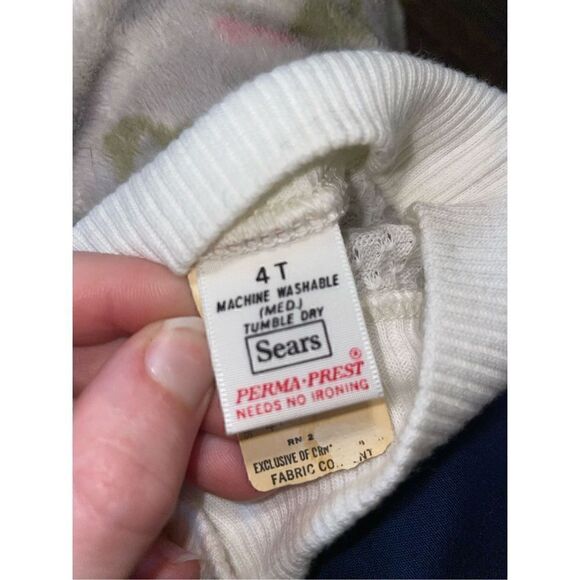 4T
MACHINE WASHABLE
(MED.)
TUMBLE DRY
Sears
PERMA·PREST ®
NEEDS NO IRONING
RN 2
EXCLUSIVE OF
FABRIC